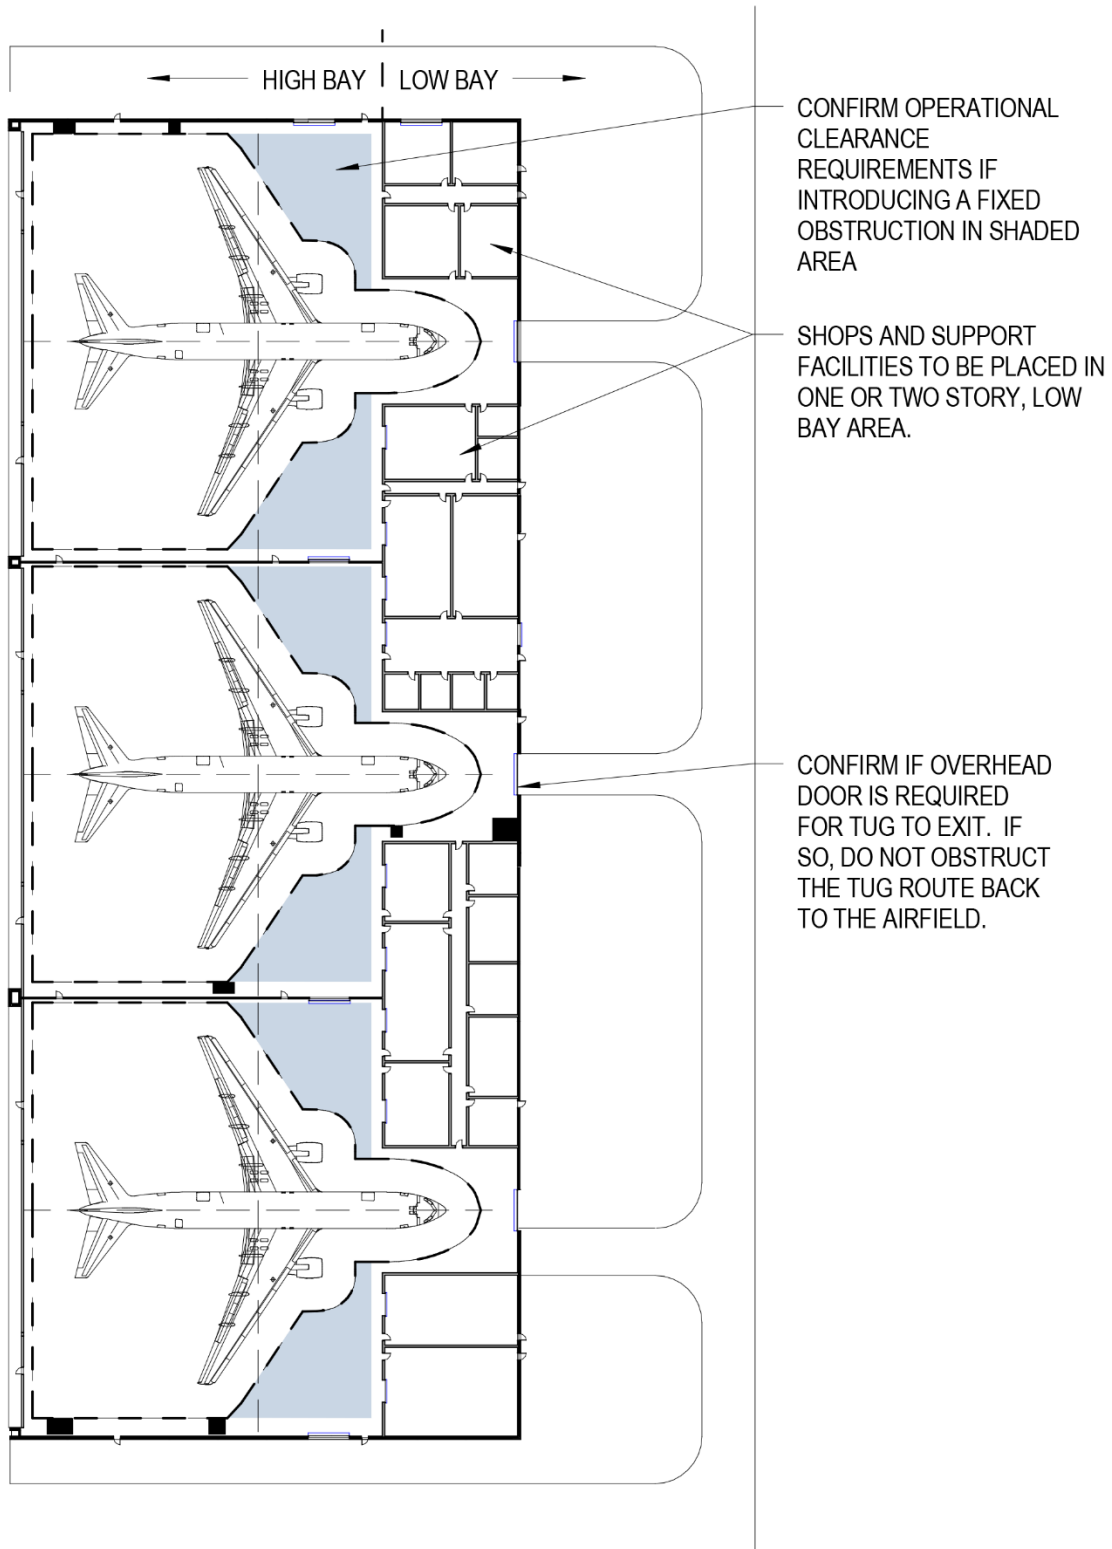 HIGH BAY
LOW BAY
CONFIRM OPERATIONAL
CLEARANCE
REQUIREMENTS IF
INTRODUCING A FIXED
OBSTRUCTION IN SHADED
AREA
SHOPS AND SUPPORT
FACILITIES TO BE PLACED IN
ONE OR TWO STORY, LOW
BAY AREA.
CONFIRM IF OVERHEAD
DOOR IS REQUIRED
FOR TUG TO EXIT. IF
SO, DO NOT OBSTRUCT
THE TUG ROUTE BACK
TO THE AIRFIELD.